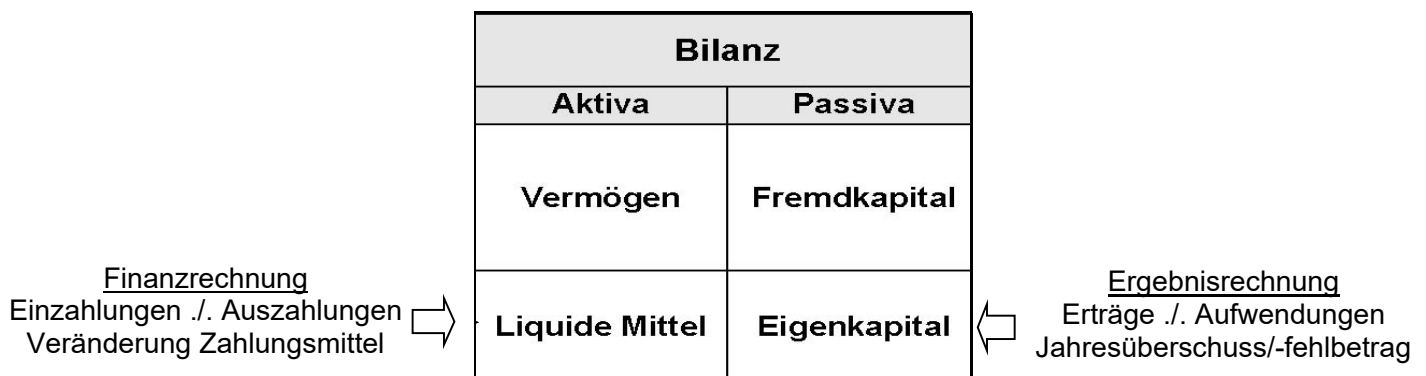 Bilanz
Aktiva Passiva
Vermögen Fremdkapital
Finanzrechnung
Einzahlungen ./. Auszahlungen
Veränderung Zahlungsmittel
Liquide Mittel Eigenkapital
Ergebnisrechnung
Erträge ./. Aufwendungen
Jahresüberschuss/-fehlbetrag